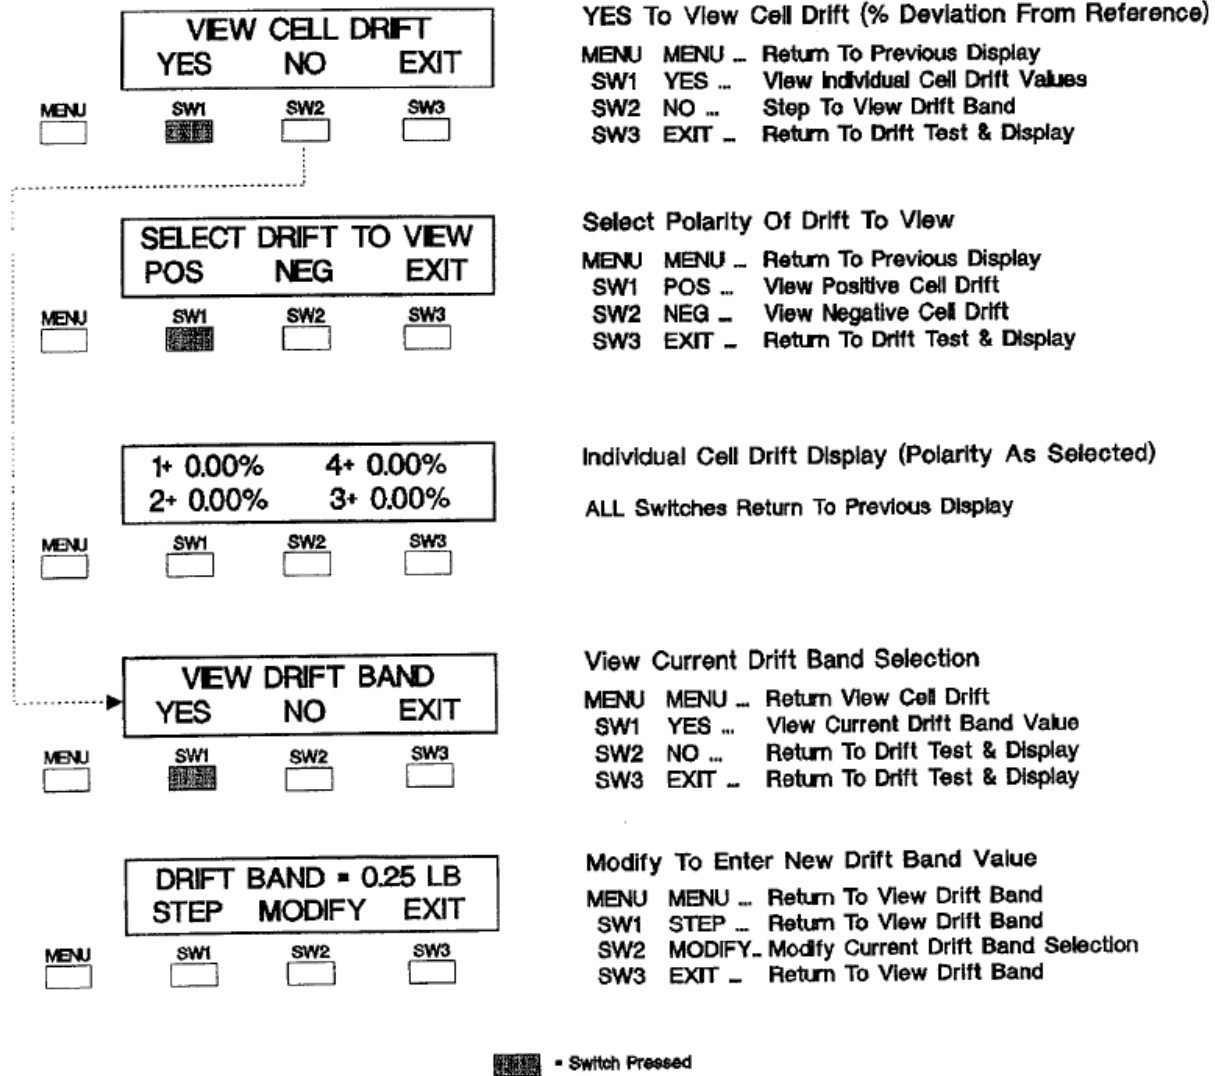 VIEW CELL DRIFT
YES NO EXIT
MENU SW1 SW2 SW3
YES To View Cell Drift (% Deviation From Reference)
MENU MENU ... Return To Previous Display
SW1 YES ... View Individual Cell Drift Values
SW2 NO ... Step To View Drift Band
SW3 EXIT ... Return To Drift Test & Display
SELECT DRIFT TO VIEW
POS NEG EXIT
MENU SW1 SW2 SW3
Select Polarity Of Drift To View
MENU MENU ... Return To Previous Display
SW1 POS ... View Positive Cell Drift
SW2 NEG ... View Negative Cell Drift
SW3 EXIT ... Return To Drift Test & Display
1+ 0.00% 4+ 0.00%
2+ 0.00% 3+ 0.00%
MENU SW1 SW2 SW3
Individual Cell Drift Display (Polarity As Selected)
ALL Switches Return To Previous Display
VIEW DRIFT BAND
YES NO EXIT
MENU SW1 SW2 SW3
View Current Drift Band Selection
MENU MENU ... Return View Cell Drift
SW1 YES ... View Current Drift Band Value
SW2 NO ... Return To Drift Test & Display
SW3 EXIT ... Return To Drift Test & Display
DRIFT BAND = 0.25 LB
STEP MODIFY EXIT
MENU SW1 SW2 SW3
Modify To Enter New Drift Band Value
MENU MENU ... Return To View Drift Band
SW1 STEP ... Return To View Drift Band
SW2 MODIFY... Modify Current Drift Band Selection
SW3 EXIT ... Return To View Drift Band
= Switch Pressed